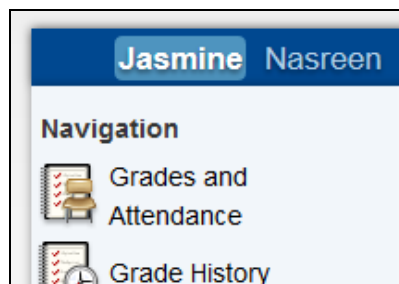 Jasmine Nasreen
Navigation
Grades and
Attendance
Grade History